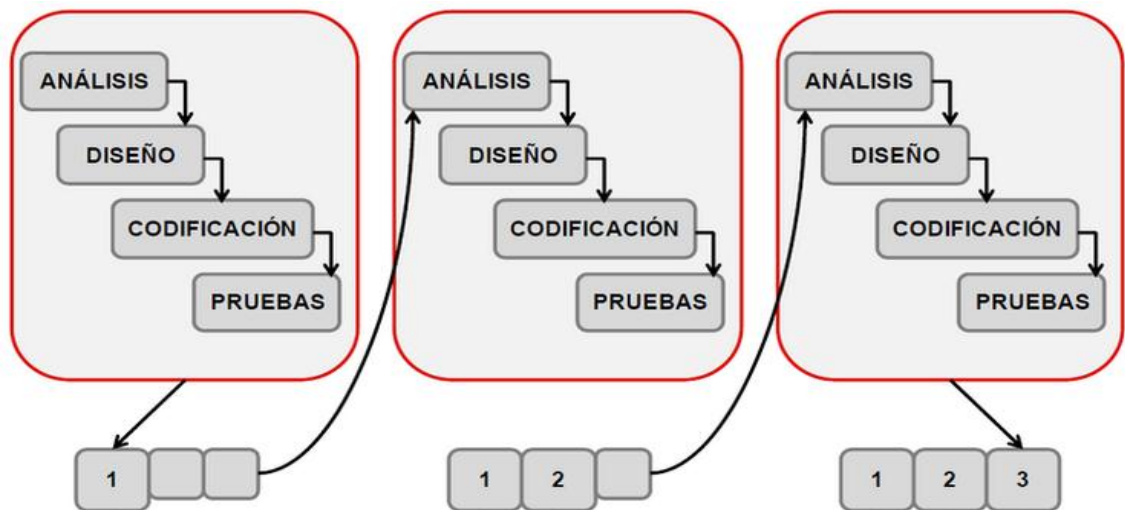 ANÁLISIS
DISEÑO
CODIFICACIÓN
PRUEBAS
ANÁLISIS
DISEÑO
CODIFICACIÓN
PRUEBAS
ANÁLISIS
DISEÑO
CODIFICACIÓN
PRUEBAS
1
1 2
1 2 3